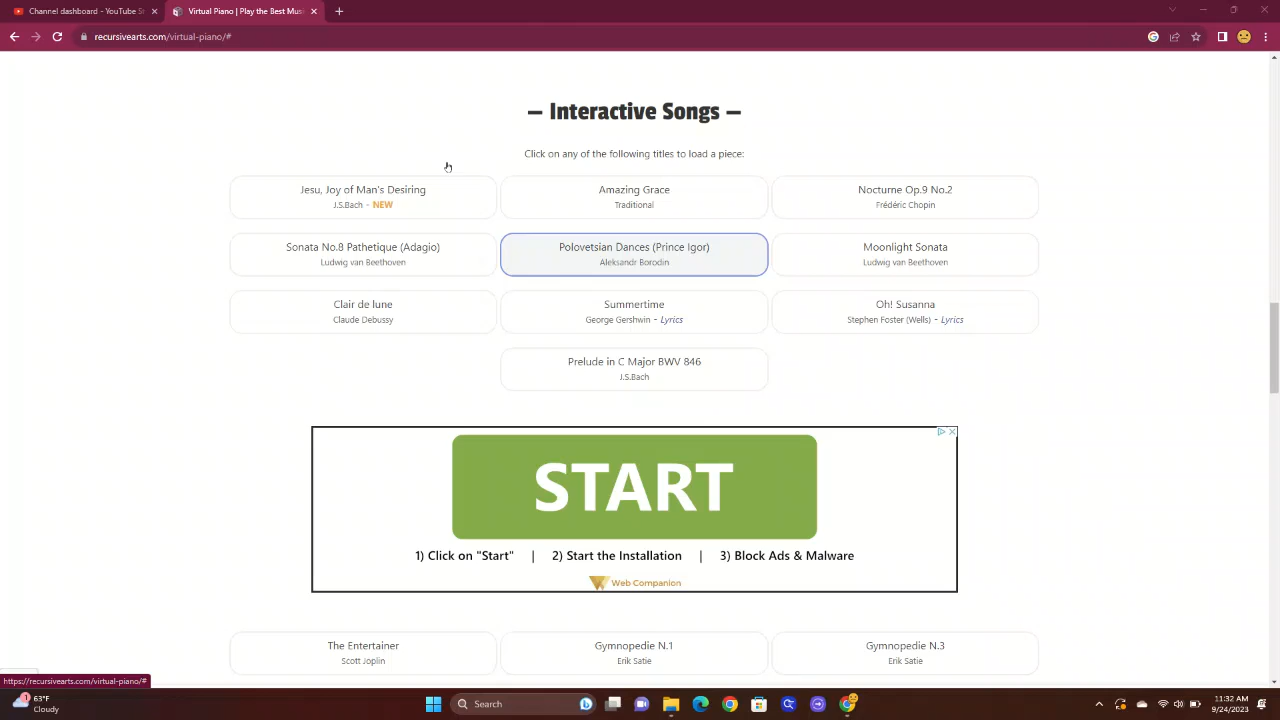 Channel dashboard - YouTube S
Virtual Piano | Play the Best Mus
recursivearts.com/virtual-piano/#
— Interactive Songs —
Click on any of the following titles to load a piece:
Jesu, Joy of Man's Desiring
J.S.Bach - NEW
Amazing Grace
Traditional
Nocturne Op.9 No.2
Frédéric Chopin
Sonata No.8 Pathetique (Adagio)
Ludwig van Beethoven
Polovetsian Dances (Prince Igor)
Aleksandr Borodin
Moonlight Sonata
Ludwig van Beethoven
Clair de lune
Claude Debussy
Summertime
George Gershwin - Lyrics
Oh! Susanna
Stephen Foster (Wells) - Lyrics
Prelude in C Major BWV 846
J.S.Bach
START
1) Click on "Start" | 2) Start the Installation | 3) Block Ads & Malware
Web Companion
The Entertainer
Scott Joplin
Gymnopedie N.1
Erik Satie
Gymnopedie N.3
Erik Satie
https://recursivearts.com/virtual-piano/#
1
63°F
Cloudy
Search
11:32 AM
9/24/2023